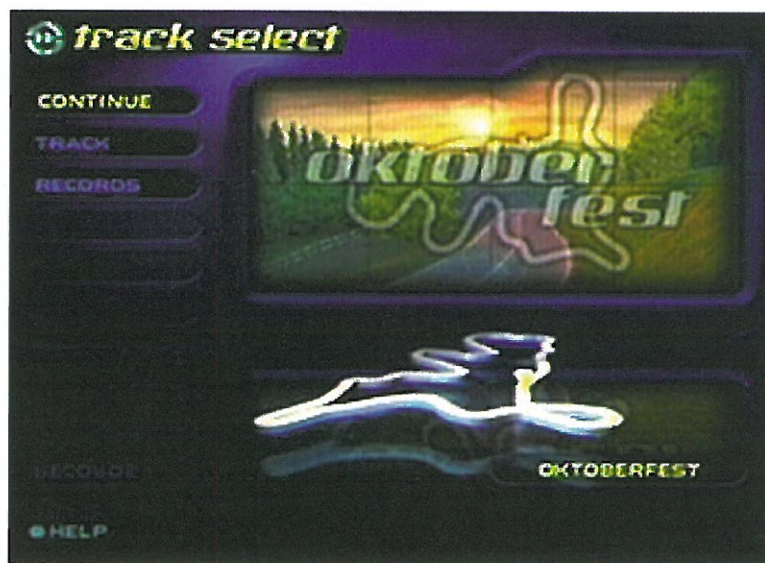 track select
CONTINUE
TRACK
RECORDS
oktober
fest
OKTOBERFEST
HELP